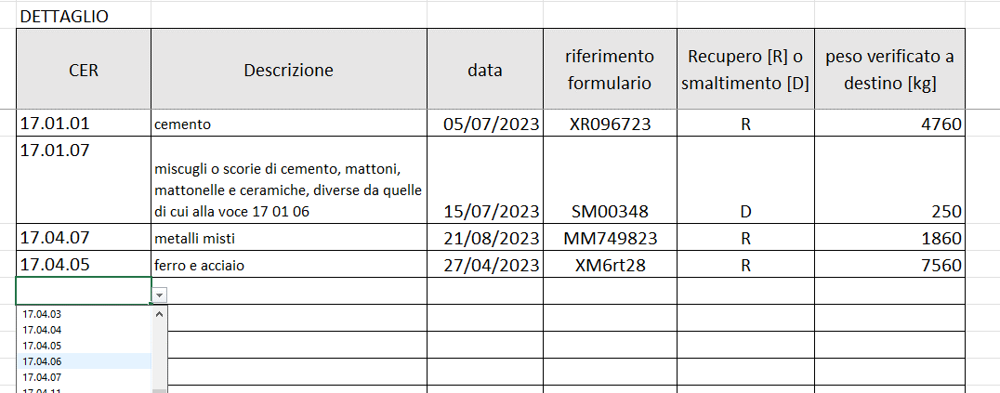 DETTAGLIO
CER Descrizione data riferimento formulario Recupero [R] o smaltimento [D] peso verificato a destino [kg]
17.01.01 cemento 05/07/2023 XR096723 R 4760
17.01.07
miscugli o scorie di cemento, mattoni,
mattonelle e ceramiche, diverse da quelle
di cui alla voce 17 01 06 15/07/2023 SM00348 D 250
17.04.07 metalli misti 21/08/2023 MM749823 R 1860
17.04.05 ferro e acciaio 27/04/2023 XM6rt28 R 7560
17.04.03
17.04.04
17.04.05
17.04.06
17.04.07
17.04.11